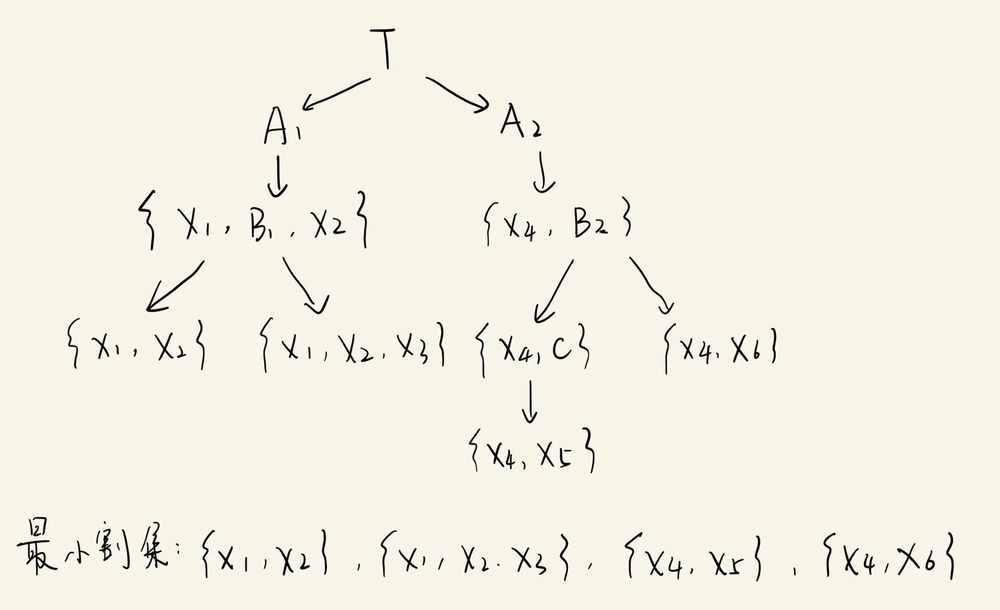 T
A₁ A₂
{ X₁, B₁, X₂ } { X₄, B₂ }
{ X₁, X₂ } { X₁, X₂, X₃ } { X₄, C } { X₄, X₆ }
{ X₄, X₅ }
最小割集: { X₁, X₂ }, { X₁, X₂, X₃ }, { X₄, X₅ }, { X₄, X₆ }